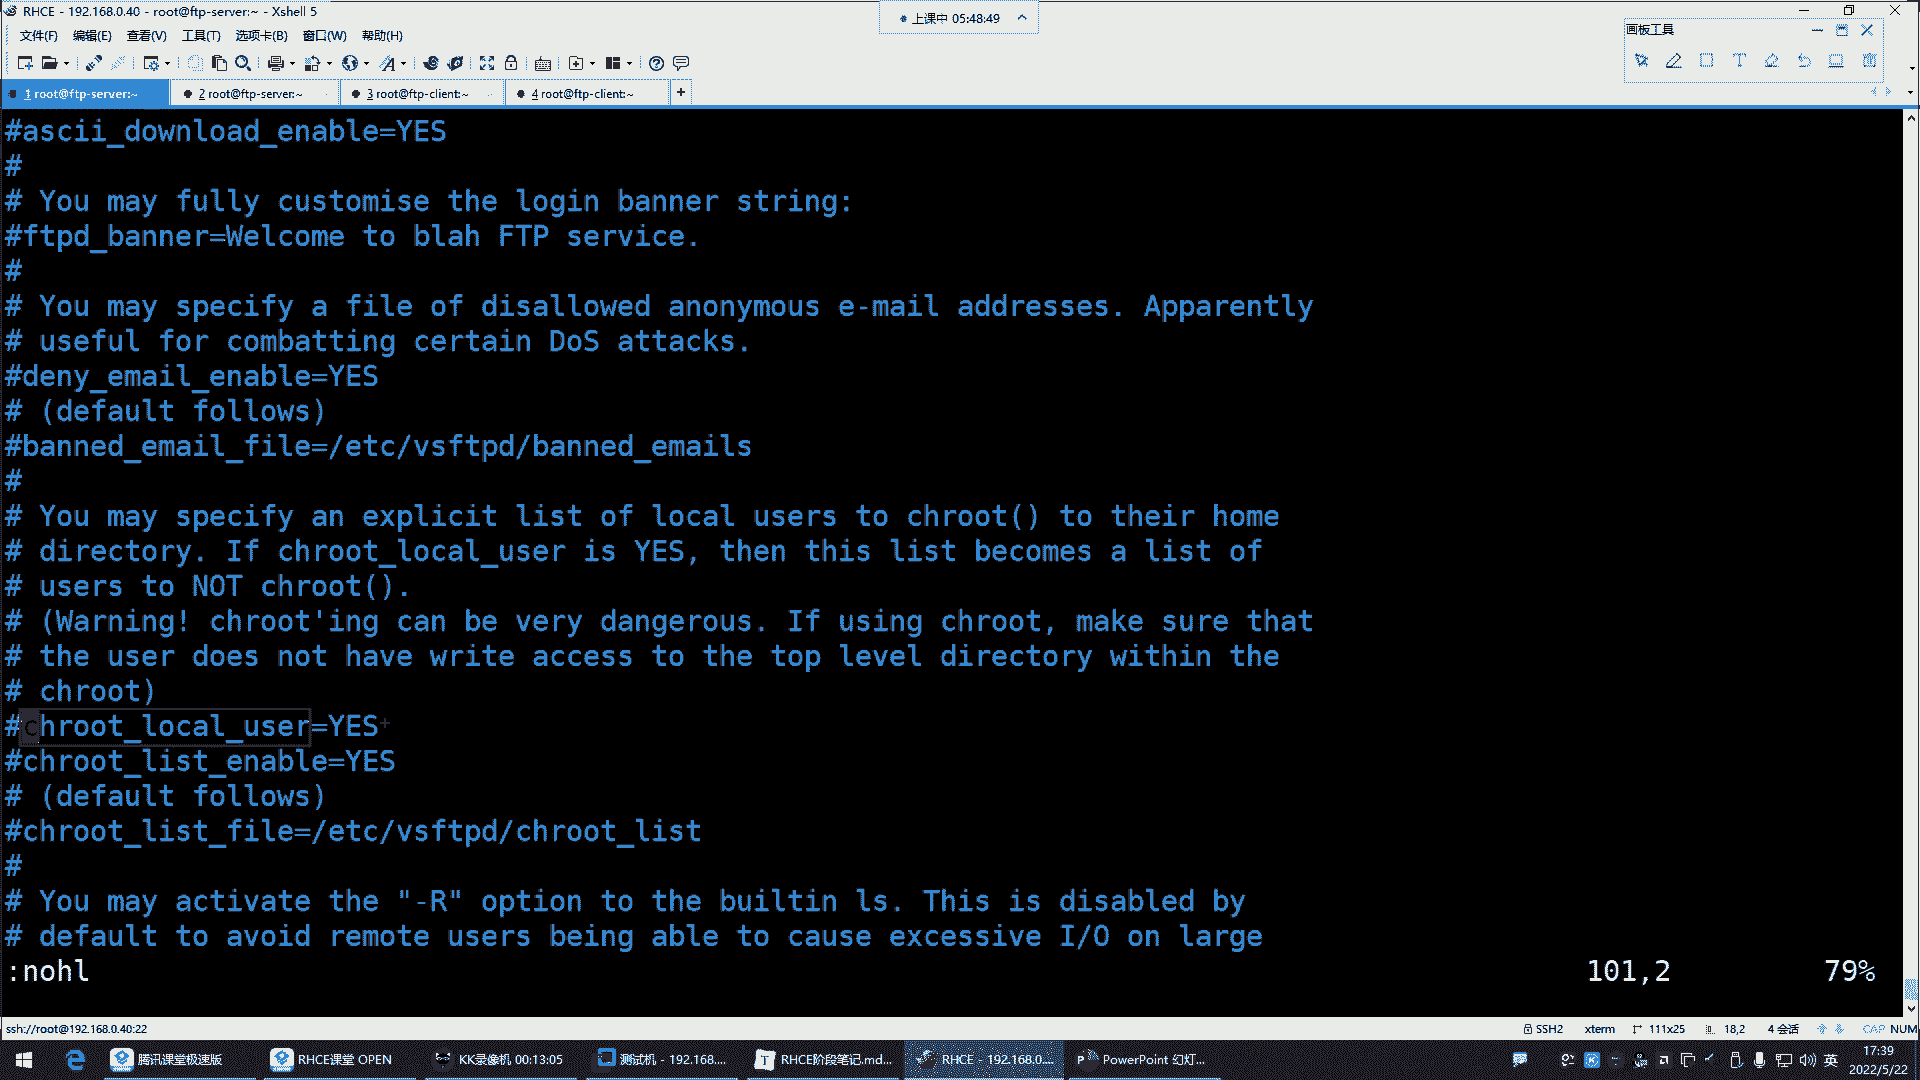 RHCE - 192.168.0.40 - root@ftp-server:~ - Xshell 5
上课中 05:48:49
文件(F) 编辑(E) 查看(V) 工具(T) 选项卡(B) 窗口(W) 帮助(H)
画板工具
1 root@ftp-server:~ 2 root@ftp-server:~ 3 root@ftp-client:~ 4 root@ftp-client:~ +
#ascii_download_enable=YES
#
# You may fully customise the login banner string:
#ftpd_banner=Welcome to blah FTP service.
#
# You may specify a file of disallowed anonymous e-mail addresses. Apparently
# useful for combatting certain DoS attacks.
#deny_email_enable=YES
# (default follows)
#banned_email_file=/etc/vsftpd/banned_emails
#
# You may specify an explicit list of local users to chroot() to their home
# directory. If chroot_local_user is YES, then this list becomes a list of
# users to NOT chroot().
# (Warning! chroot'ing can be very dangerous. If using chroot, make sure that
# the user does not have write access to the top level directory within the
# chroot)
#chroot_local_user=YES
#chroot_list_enable=YES
# (default follows)
#chroot_list_file=/etc/vsftpd/chroot_list
#
# You may activate the "-R" option to the builtin ls. This is disabled by
# default to avoid remote users being able to cause excessive I/O on large
:nohl 101,2 79%
ssh://root@192.168.0.40:22 SSH2 xterm 111x25 18,2 4 会话 CAP NUM
腾讯课堂极速版 RHCE课堂 OPEN KK录像机 00:13:05 测试机 - 192.168.... RHCE阶段笔记.md... RHCE - 192.168.0.... PowerPoint 幻灯... 英 17:39
2022/5/22